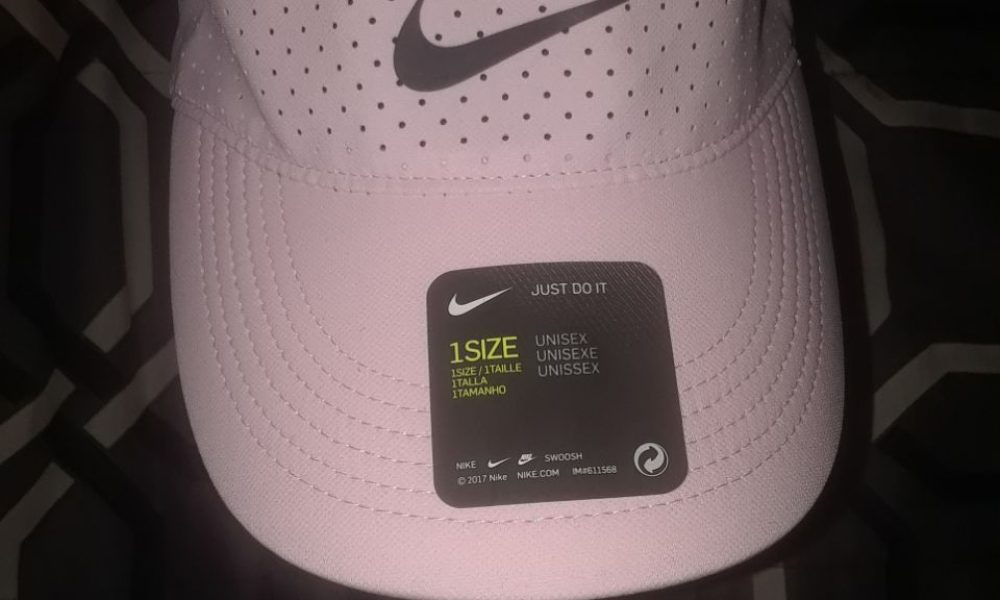 JUST DO IT
1SIZE
1SIZE / 1TAILLE
1TALLA
1TAMANHO
UNISEX
UNISEXE
UNISSEX
NIKE SWOOSH
© 2017 Nike NIKE.COM IM#611568